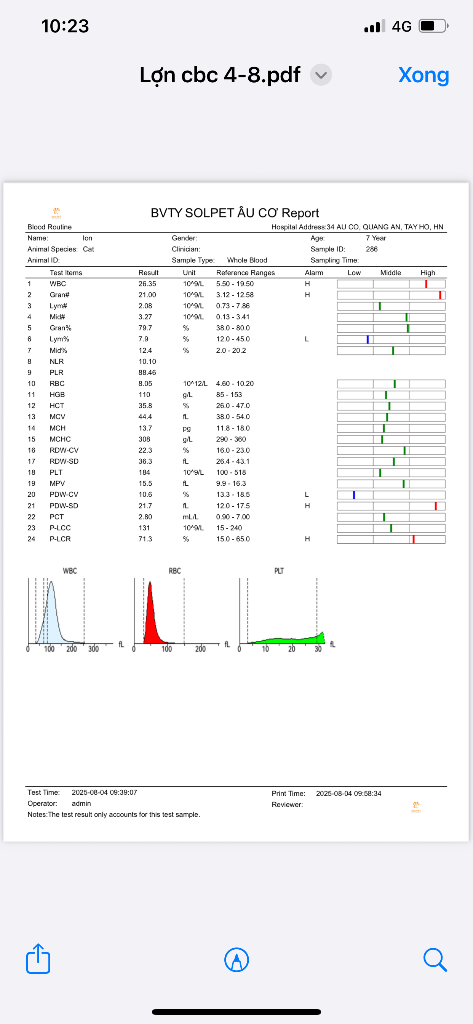 10:23 4G
Lợn cbc 4-8.pdf Xong
BVTY SOLPET ÂU CƠ Report
Blood Routine Hospital Address:34 AU CO, QUANG AN, TAY HO, HN
Name: lon Gender: Age: 7 Year
Animal Species: Cat Clinician: Sample ID: 286
Animal ID: Sample Type: Whole Blood Sampling Time:
Test Items Result Unit Reference Ranges Alarm Low Middle High
1 WBC 26.35 10^9/L 5.50 - 19.50 H
2 Gran# 21.00 10^9/L 3.12 - 12.58 H
3 Lym# 2.08 10^9/L 0.73 - 7.86
4 Mid# 3.27 10^9/L 0.13 - 3.41
5 Gran% 79.7 % 38.0 - 80.0
6 Lym% 7.9 % 12.0 - 45.0 L
7 Mid% 12.4 % 2.0 - 20.2
8 NLR 10.10
9 PLR 88.46
10 RBC 8.05 10^12/L 4.60 - 10.20
11 HGB 110 g/L 85 - 153
12 HCT 35.8 % 26.0 - 47.0
13 MCV 44.4 fL 38.0 - 54.0
14 MCH 13.7 pg 11.8 - 18.0
15 MCHC 308 g/L 290 - 360
16 RDW-CV 22.3 % 16.0 - 23.0
17 RDW-SD 36.3 fL 26.4 - 43.1
18 PLT 184 10^9/L 100 - 518
19 MPV 15.5 fL 9.9 - 16.3
20 PDW-CV 10.6 % 13.3 - 18.5 L
21 PDW-SD 21.7 fL 12.0 - 17.5 H
22 PCT 2.80 mL/L 0.90 - 7.00
23 P-LCC 131 10^9/L 15 - 240
24 P-LCR 71.3 % 15.0 - 65.0 H
WBC RBC PLT
0 100 200 300 fL 0 100 200 fL 0 10 20 30 fL
Test Time: 2025-08-04 09:39:07 Print Time: 2025-08-04 09:58:34
Operator: admin Reviewer:
Notes:The test result only accounts for this test sample.